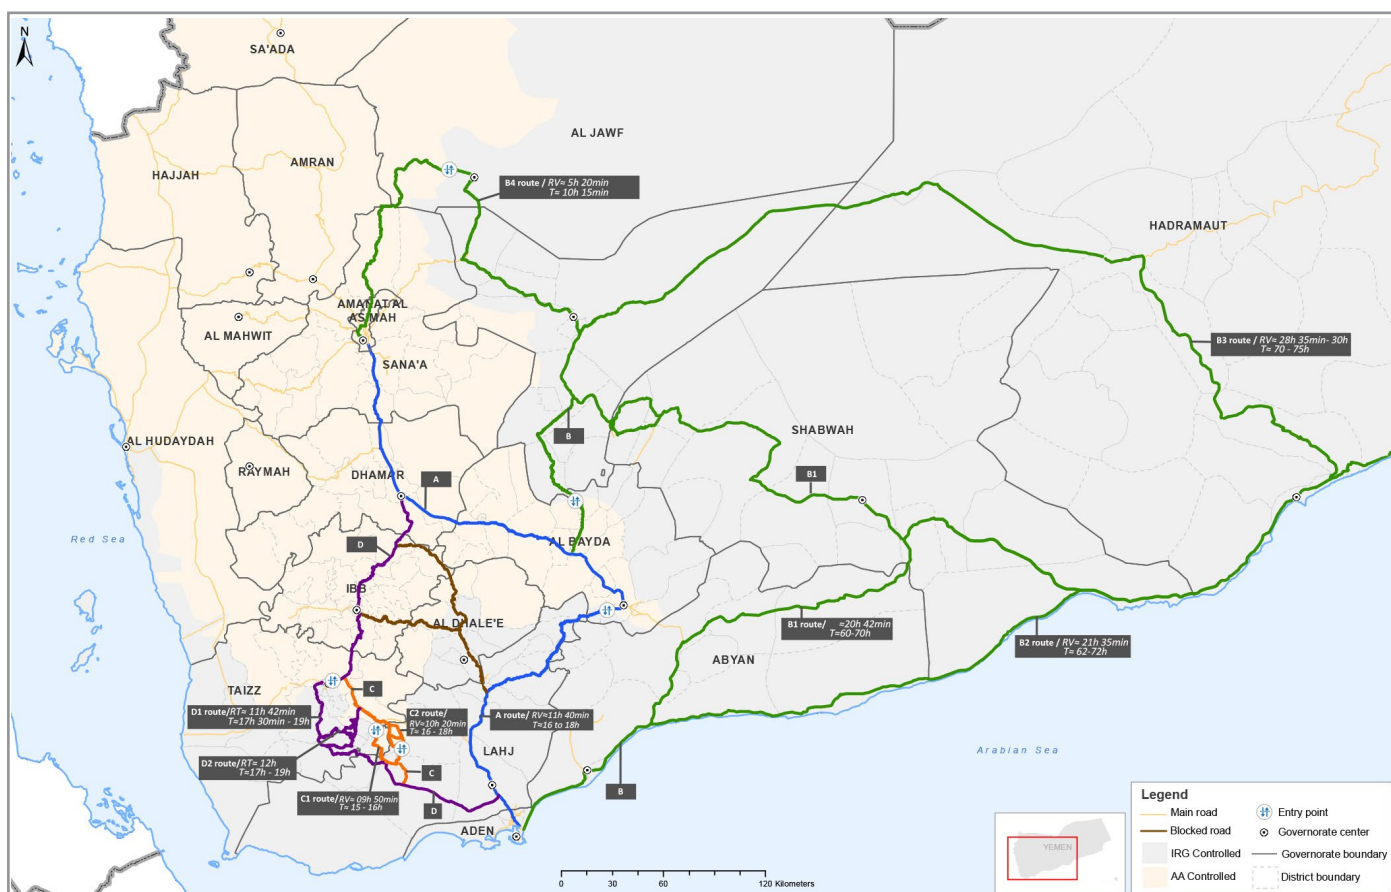 N
SA'ADA
AL JAWF
AMRAN
HAJJAH
B4 route / RV= 5h 20min
T= 10h 15min
HADRAMAUT
AMANAT AL
ASIMAH
AL MAHWIT
SANA'A
B3 route / RV= 28h 35min- 30h
T= 70 - 75h
SHABWAH
B
AL HUDAYDAH
RAYMAH
DHAMAR
A
B1
Red Sea
D
AL BAYDA
IBB
AL DHALE'E
B1 route/ =20h 42min
T=60-70h
B2 route / RV= 21h 35min
T= 62-72h
ABYAN
TAIZZ
C
D1 route/RT= 11h 42min
T=17h 30min - 19h
C2 route/
RV=10h 20min
T= 16 - 18h
A route/ RV=11h 40min
T=16 to 18h
LAHJ
Arabian Sea
D2 route/RT= 12h
T=17h - 19h
C
B
C1 route/RV= 09h 50min
T= 15 - 16h
D
ADEN
YEMEN
Legend
Main road
Entry point
Blocked road
Governorate center
IRG Controlled
Governorate boundary
AA Controlled
District boundary
0 30 60 120 Kilometers